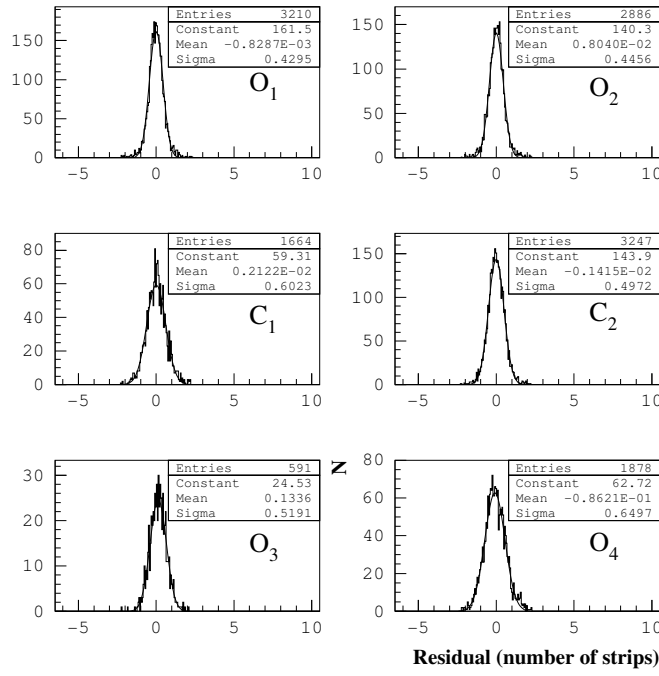 Entries 3210
Constant 161.5
Mean -0.8287E-03
Sigma 0.4295
O1
150
100
50
0
-5 0 5 10
Entries 2886
Constant 140.3
Mean 0.8040E-02
Sigma 0.4456
O2
150
100
50
0
-5 0 5 10
Entries 1664
Constant 59.31
Mean 0.2122E-02
Sigma 0.6023
C1
80
60
40
20
0
-5 0 5 10
Entries 3247
Constant 143.9
Mean -0.1415E-02
Sigma 0.4972
C2
150
100
50
0
-5 0 5 10
Entries 591
Constant 24.53
Mean 0.1336
Sigma 0.5191
O3
30
20
10
0
-5 0 5 10
N
Entries 1878
Constant 62.72
Mean -0.8621E-01
Sigma 0.6497
O4
80
60
40
20
0
-5 0 5 10
Residual (number of strips)